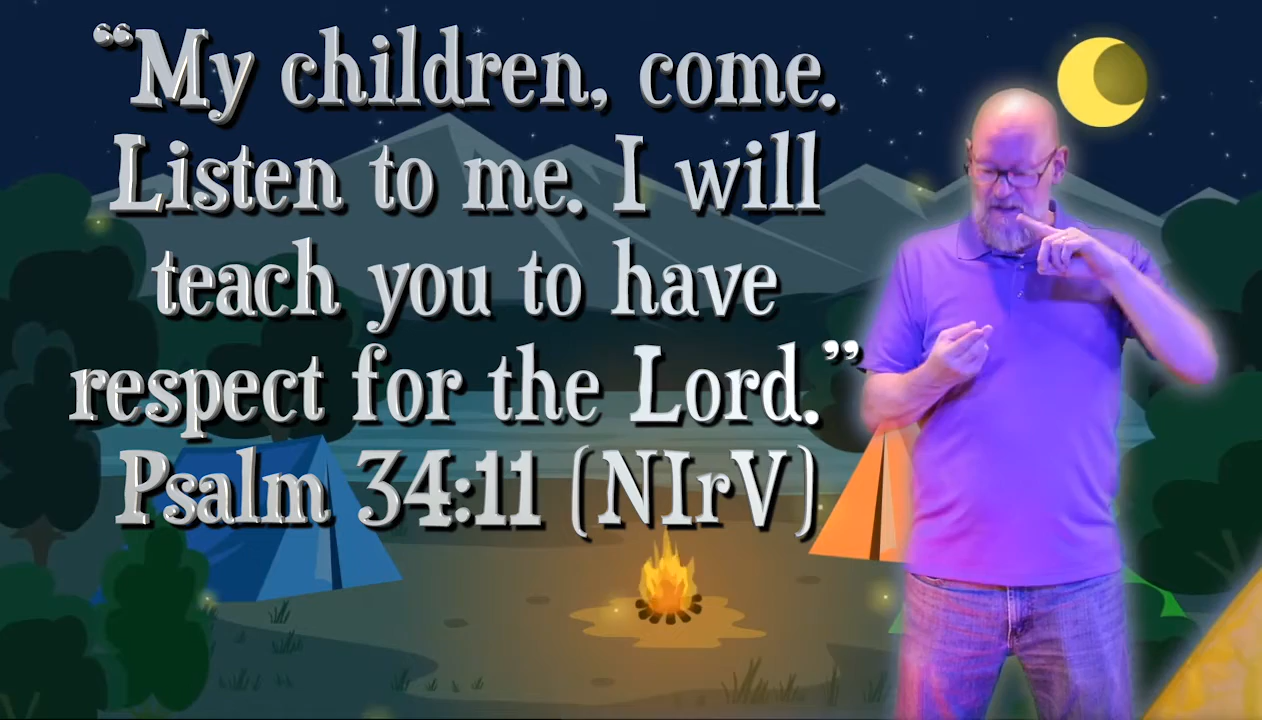 “My children, come.
Listen to me. I will
teach you to have
respect for the Lord.”
Psalm 34:11 (NIrV)